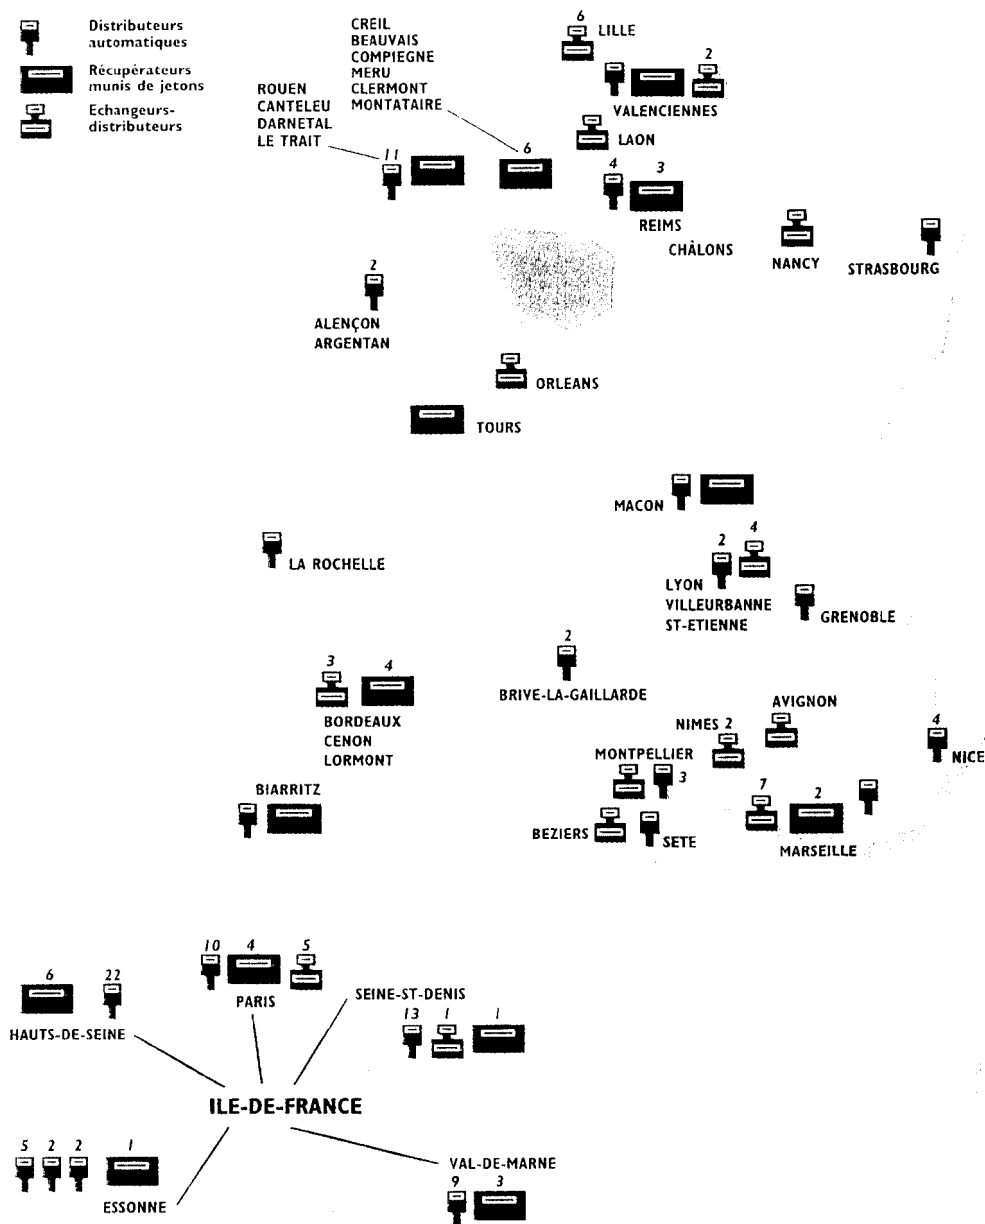 Distributeurs
automatiques
Récupérateurs
munis de jetons
Echangeurs-
distributeurs
CREIL
BEAUVAIS
COMPIEGNE
MERU
CLERMONT
MONTATAIRE
ROUEN
CANTELEU
DARNETAL
LE TRAIT
6
LILLE
2
VALENCIENNES
LAON
11
6
4 3
REIMS
CHÂLONS
NANCY
STRASBOURG
2
ALENÇON
ARGENTAN
ORLEANS
TOURS
MACON
LA ROCHELLE
2 4
LYON
VILLEURBANNE
ST-ETIENNE
GRENOBLE
2
BRIVE-LA-GAILLARDE
3 4
BORDEAUX
CENON
LORMONT
AVIGNON
NIMES 2
4
NICE
MONTPELLIER
3
BIARRITZ
7 2
MARSEILLE
BEZIERS
SETE
10 4 5
PARIS
6 22
HAUTS-DE-SEINE
SEINE-ST-DENIS
13 1 1
ILE-DE-FRANCE
5 2 2 1
ESSONNE
VAL-DE-MARNE
9 3